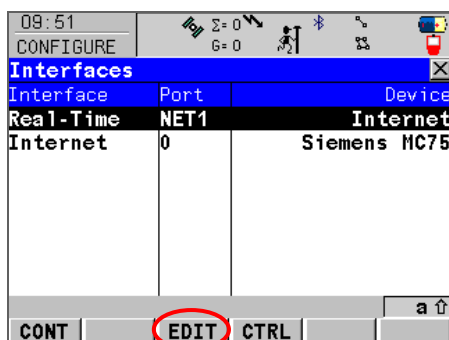 09:51 Σ= 0
CONFIGURE G= 0
Interfaces
Interface Port Device
Real-Time NET1 Internet
Internet 0 Siemens MC75
a ⇧
CONT EDIT CTRL